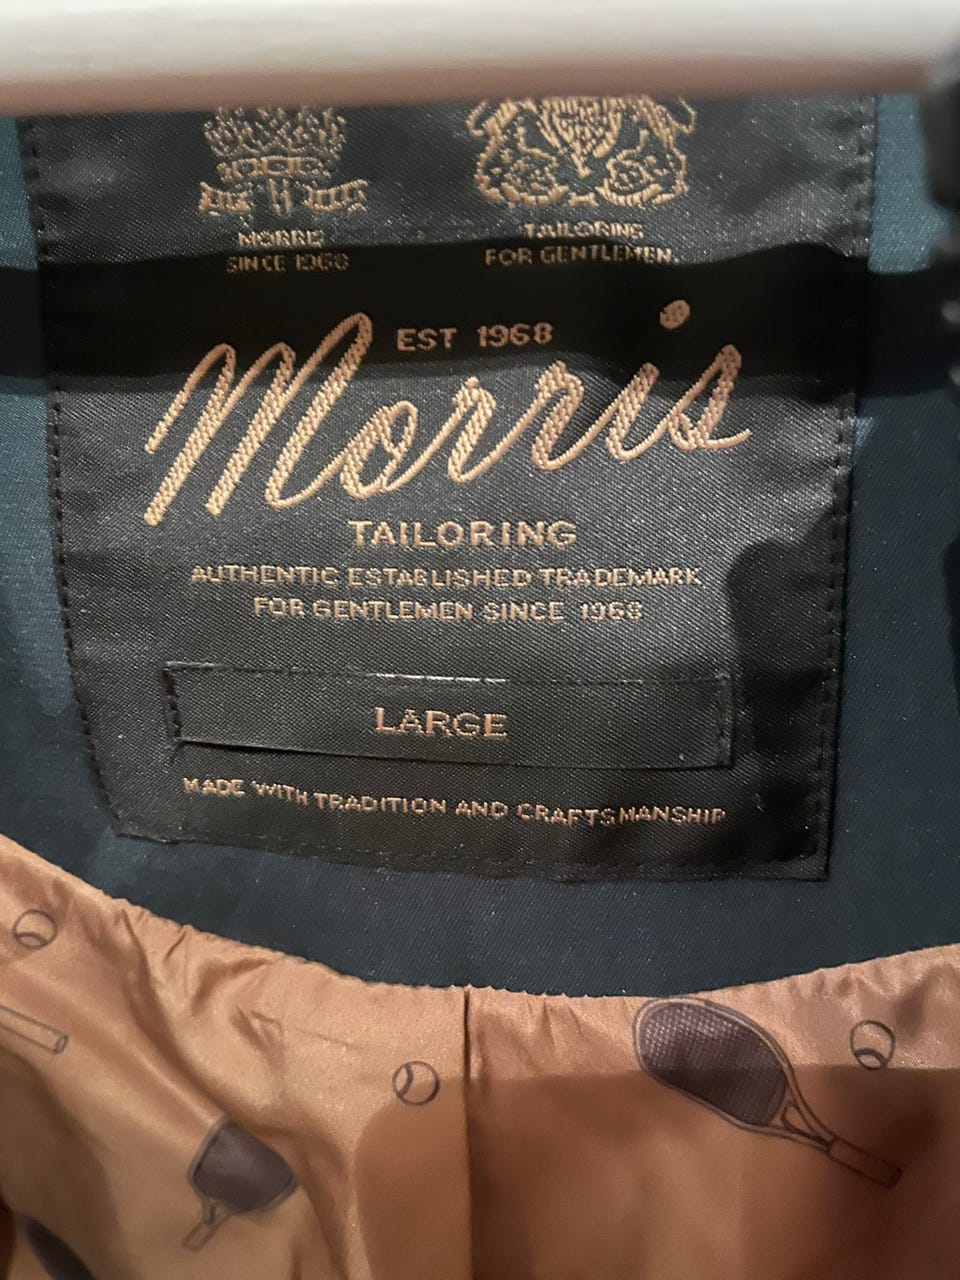 MORRE
SINCE 1968
TAILORING
FOR GENTLEMEN.
EST 1968
Morris
TAILORING
AUTHENTIC ESTABLISHED TRADEMARK
FOR GENTLEMEN SINCE 1968
LARGE
MADE WITH TRADITION AND CRAFTSMANSHIP